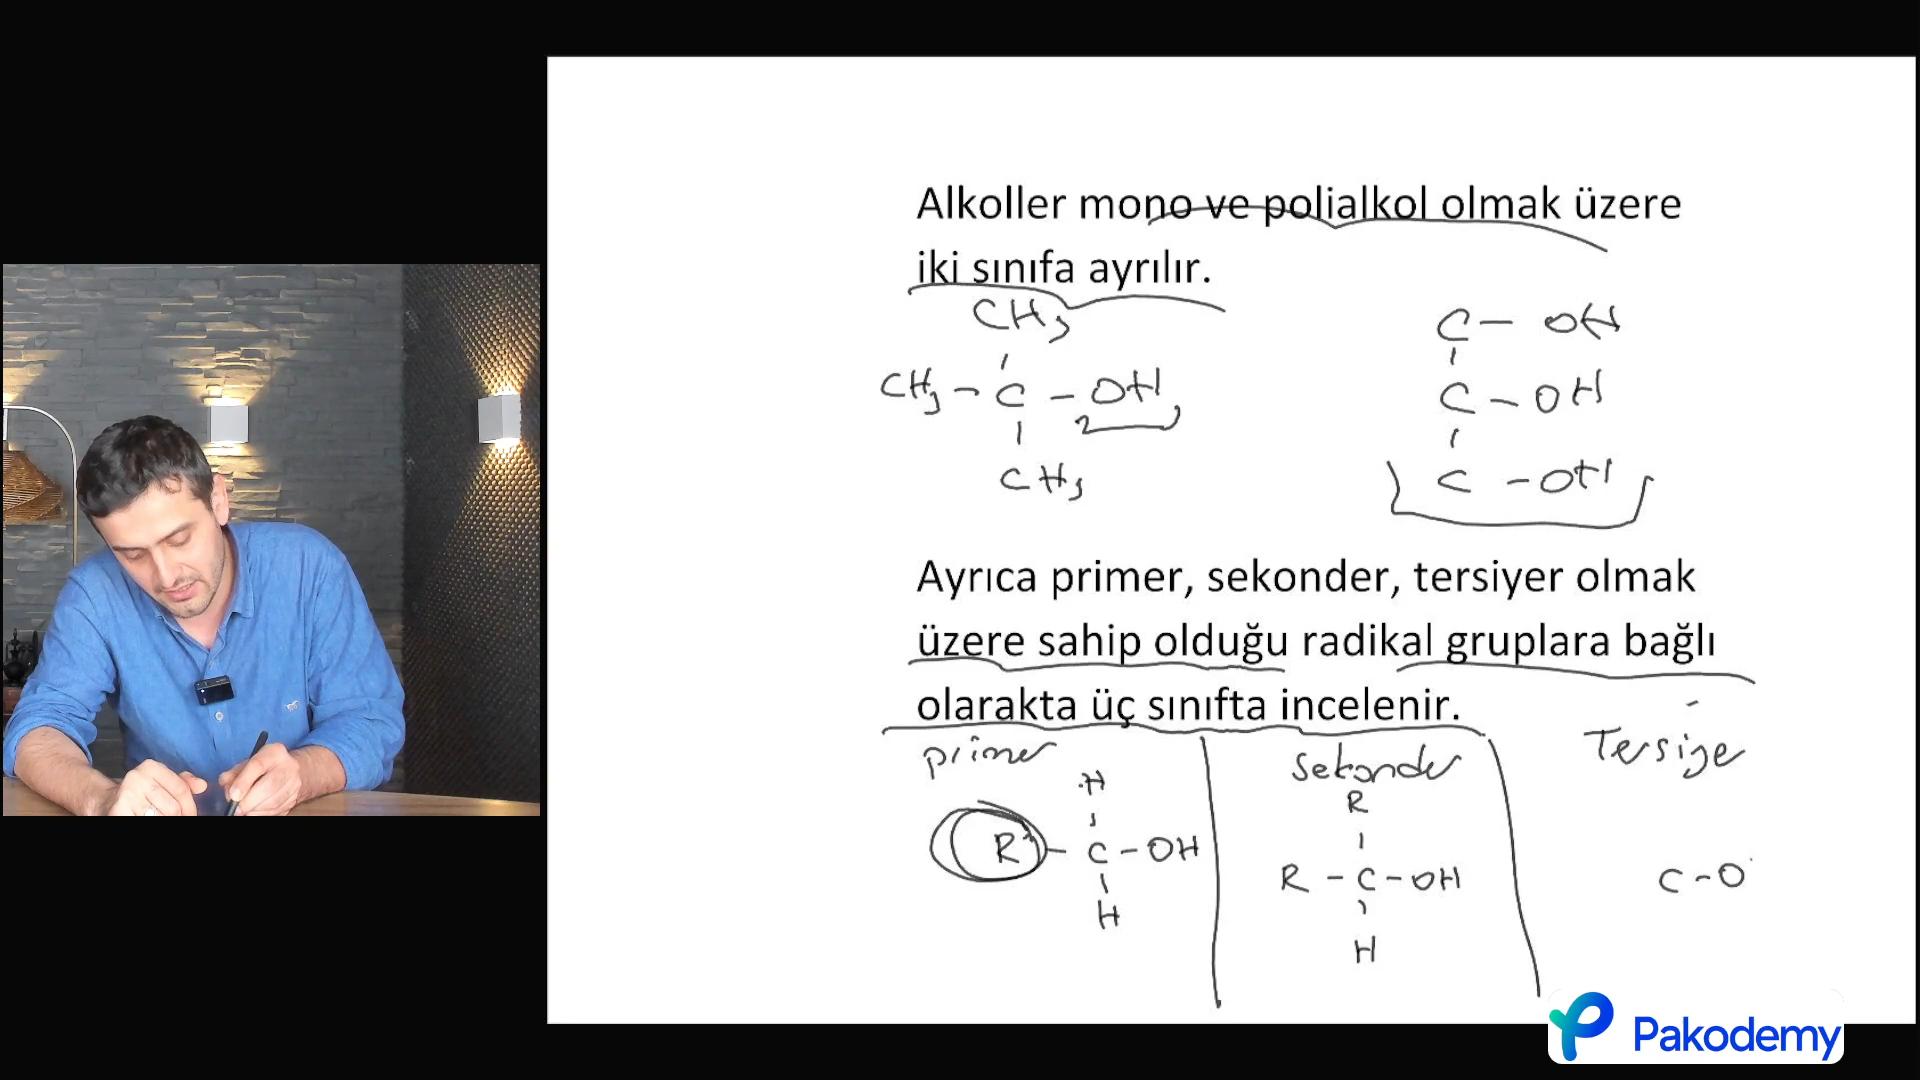 Alkoller mono ve polialkol olmak üzere
iki sınıfa ayrılır.
CH3
CH3 - C - OH
CH3
C - OH
C - OH
C - OH
Ayrıca primer, sekonder, tersiyer olmak
üzere sahip olduğu radikal gruplara bağlı
olarakta üç sınıfta incelenir.
primer
H
R - C - OH
H
Sekonder
R
R - C - OH
H
Tersiye
C - O
Pakodemy